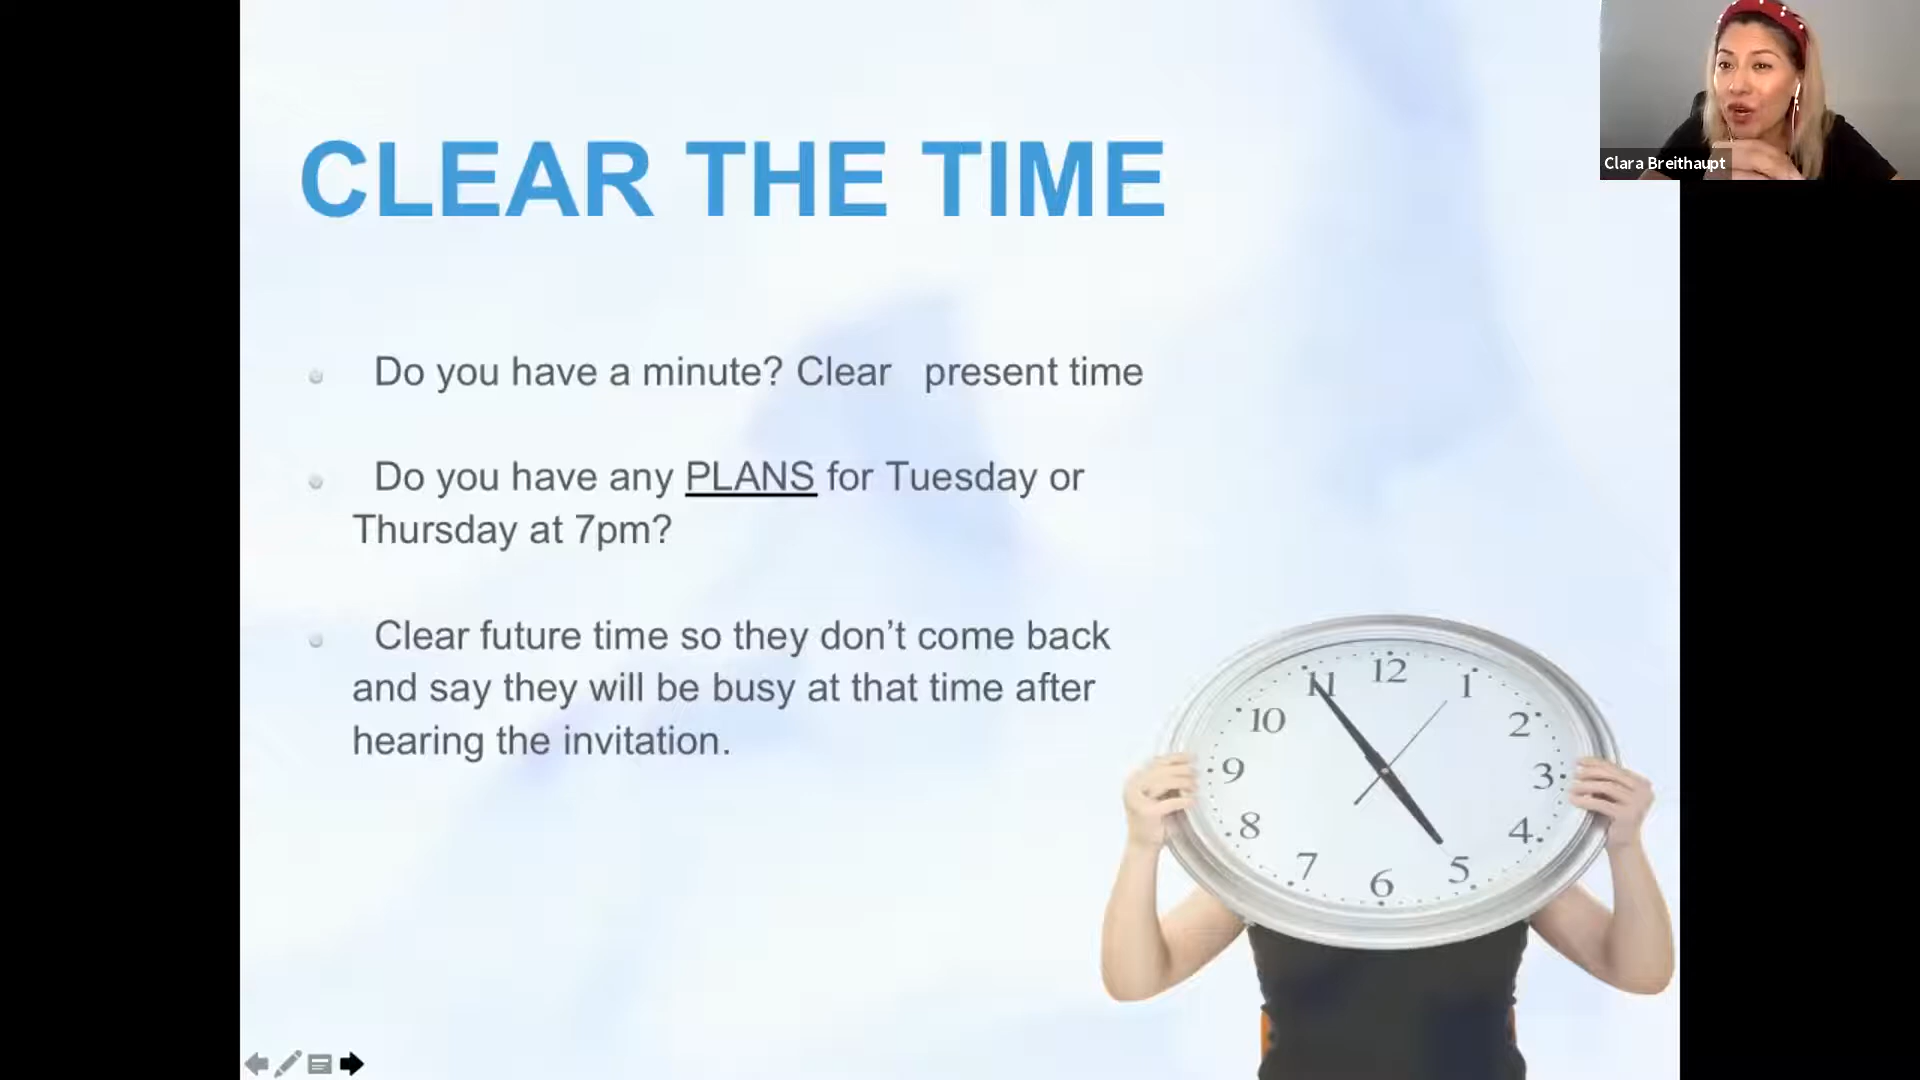 CLEAR THE TIME
Clara Breithaupt
Do you have a minute? Clear present time
Do you have any PLANS for Tuesday or
Thursday at 7pm?
Clear future time so they don’t come back
and say they will be busy at that time after
hearing the invitation.
12
1
2
3
4
5
6
7
8
9
10
11